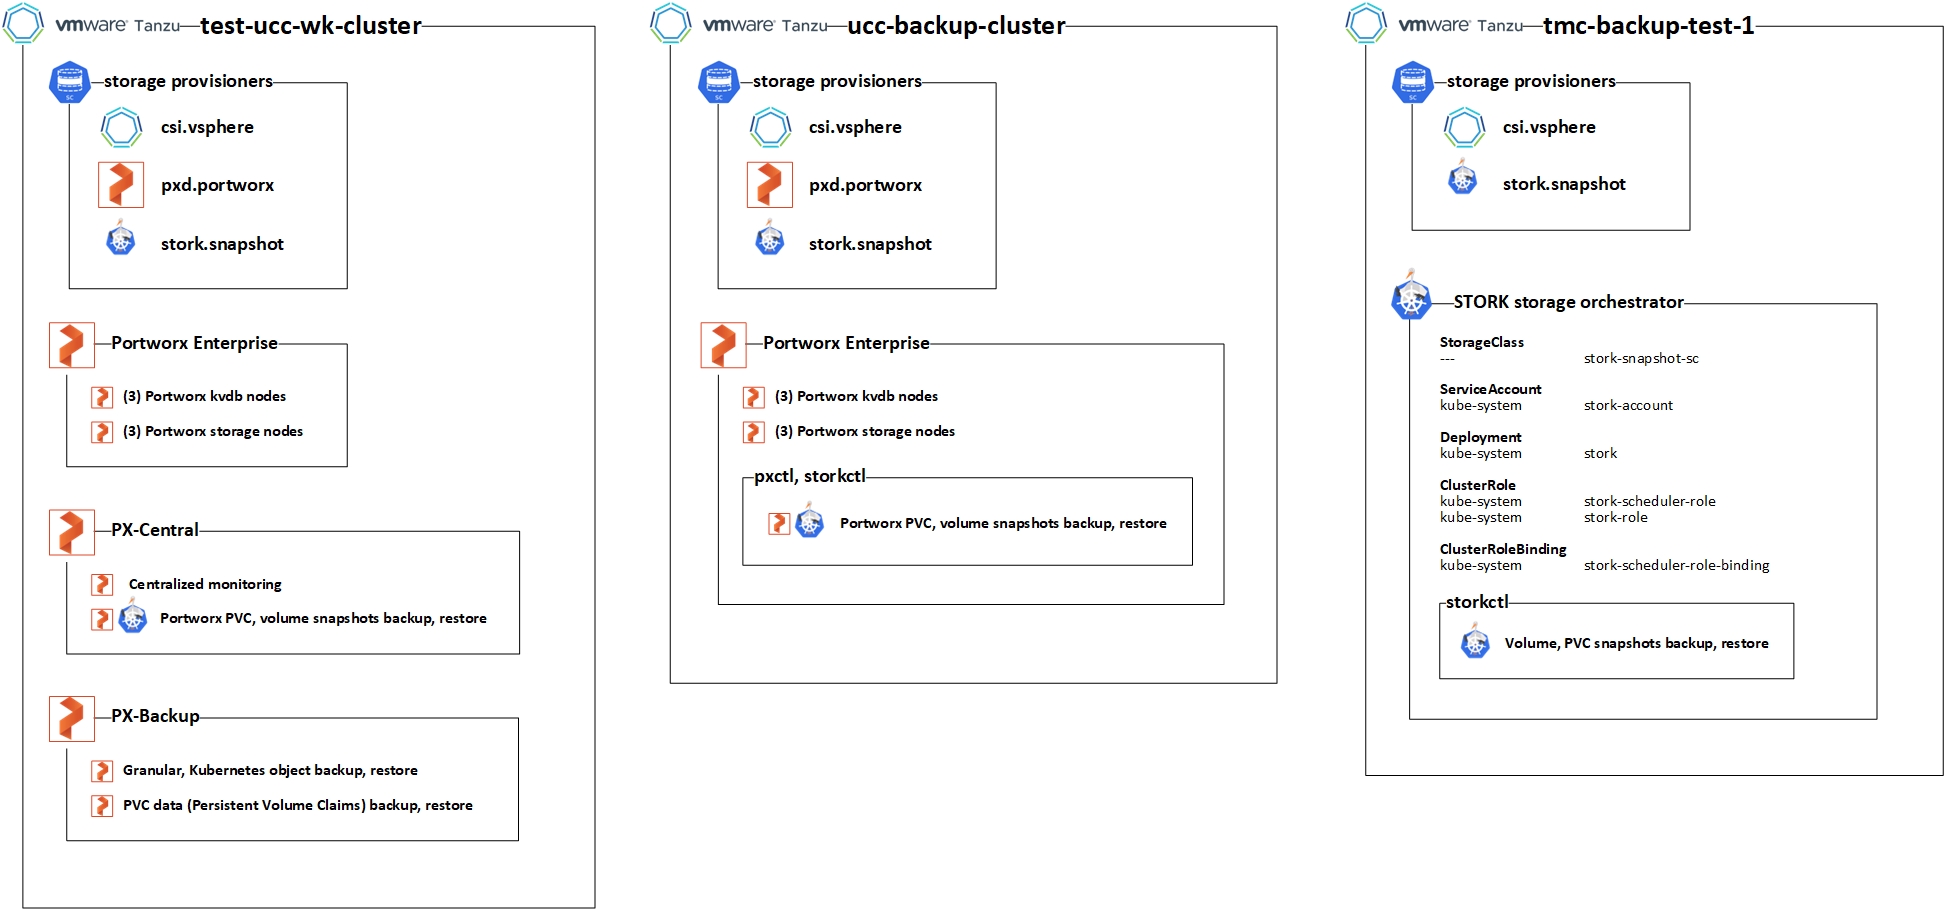 vmware® Tanzu test-ucc-wk-cluster
storage provisioners
SC
csi.vsphere
pxd.portworx
stork.snapshot
Portworx Enterprise
(3) Portworx kvdb nodes
(3) Portworx storage nodes
PX-Central
Centralized monitoring
Portworx PVC, volume snapshots backup, restore
PX-Backup
Granular, Kubernetes object backup, restore
PVC data (Persistent Volume Claims) backup, restore
vmware® Tanzu ucc-backup-cluster
storage provisioners
SC
csi.vsphere
pxd.portworx
stork.snapshot
Portworx Enterprise
(3) Portworx kvdb nodes
(3) Portworx storage nodes
pxctl, storkctl
Portworx PVC, volume snapshots backup, restore
vmware® Tanzu tmc-backup-test-1
storage provisioners
SC
csi.vsphere
stork.snapshot
STORK storage orchestrator
StorageClass
--- stork-snapshot-sc
ServiceAccount
kube-system stork-account
Deployment
kube-system stork
ClusterRole
kube-system stork-scheduler-role
kube-system stork-role
ClusterRoleBinding
kube-system stork-scheduler-role-binding
storkctl
Volume, PVC snapshots backup, restore